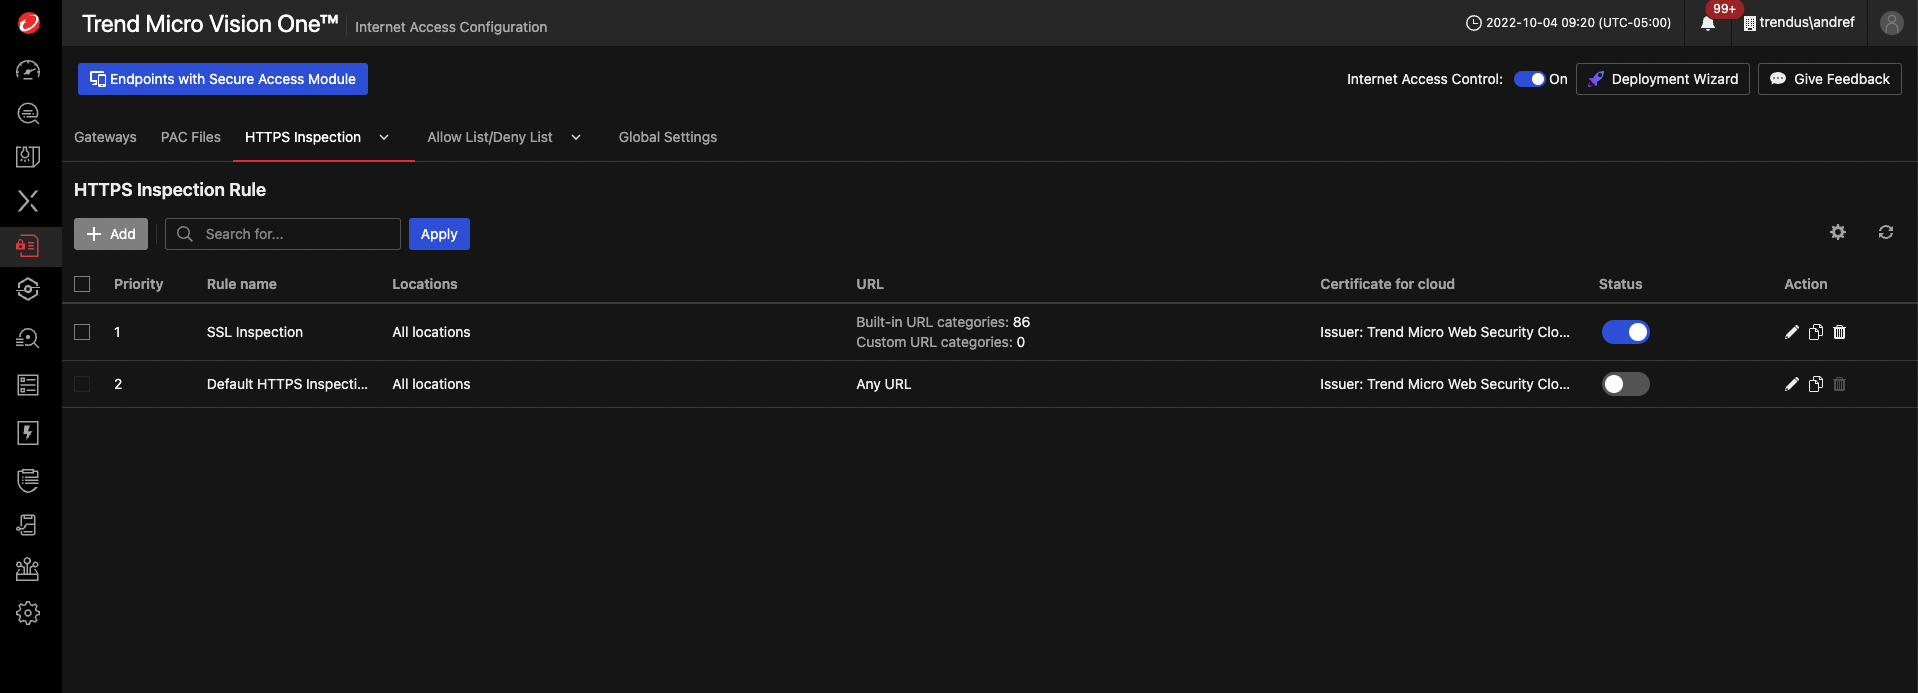 Trend Micro Vision One™ Internet Access Configuration
2022-10-04 09:20 (UTC-05:00)
99+
trendus\andref
Endpoints with Secure Access Module
Internet Access Control: On
Deployment Wizard
Give Feedback
Gateways PAC Files HTTPS Inspection Allow List/Deny List Global Settings
HTTPS Inspection Rule
Add
Search for...
Apply
Priority Rule name Locations URL Certificate for cloud Status Action
1 SSL Inspection All locations Built-in URL categories: 86
Custom URL categories: 0
Issuer: Trend Micro Web Security Clo...
2 Default HTTPS Inspecti... All locations Any URL Issuer: Trend Micro Web Security Clo...